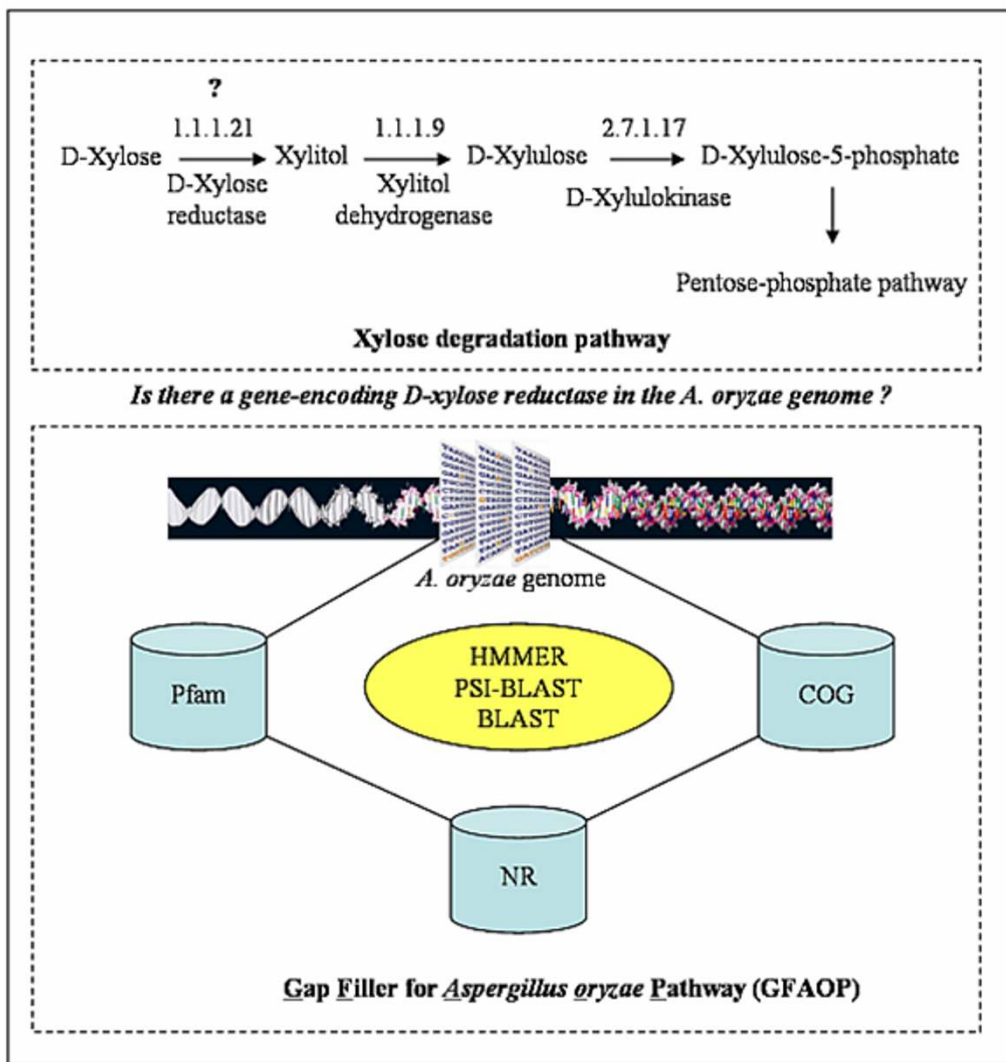 ?
1.1.1.21 1.1.1.9 2.7.1.17
D-Xylose Xylitol D-Xylulose D-Xylulose-5-phosphate
D-Xylose reductase
Xylitol dehydrogenase
D-Xylulokinase
Pentose-phosphate pathway
Xylose degradation pathway
Is there a gene-encoding D-xylose reductase in the A. oryzae genome ?
A. oryzae genome
HMMER
PSI-BLAST
BLAST
Pfam
COG
NR
Gap Filler for Aspergillus oryzae Pathway (GFAOP)